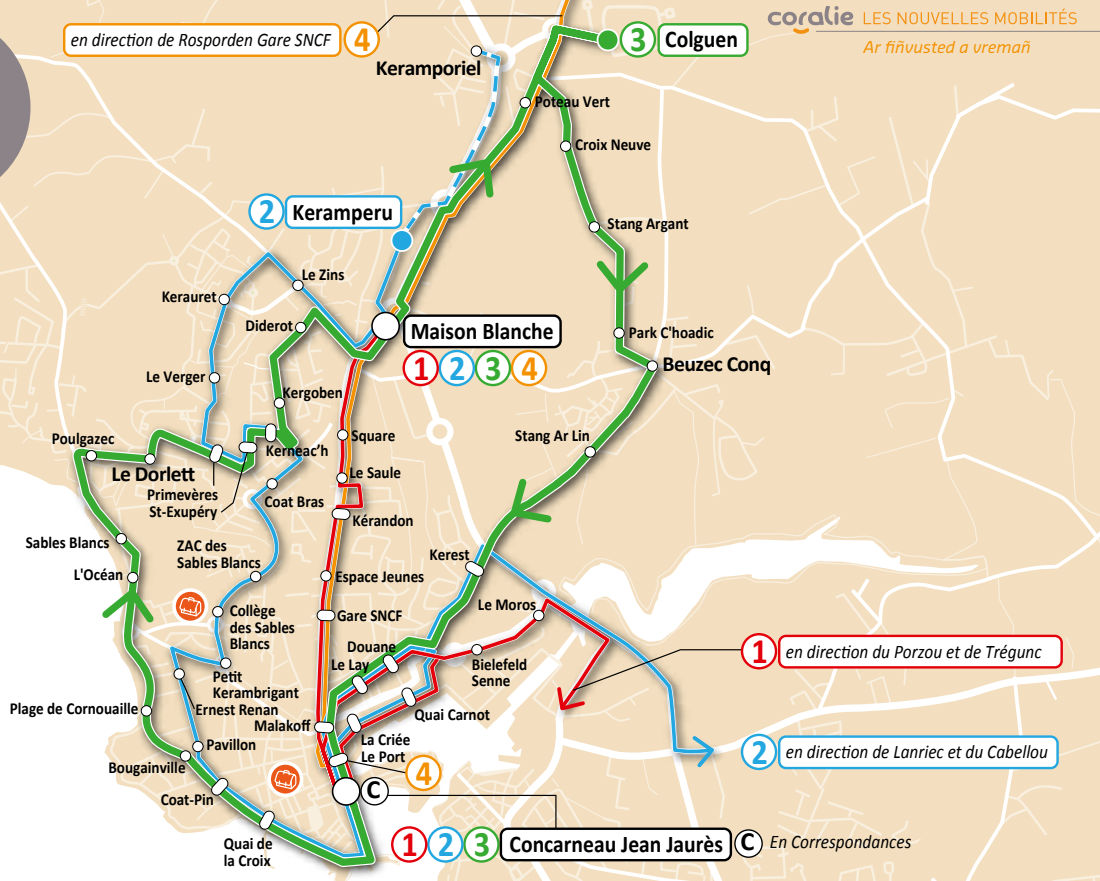 coralie LES NOUVELLES MOBILITÉS
Ar fiñvusted a vremañ
en direction de Rosporden Gare SNCF 4
3 Colguen
Keramporiel
Poteau Vert
Croix Neuve
2 Keramperu
Stang Argant
Le Zins
Kerauret
Diderot
Maison Blanche
1 2 3 4
Park C'hoadic
Beuzec Conq
Le Verger
Kergoben
Square
Stang Ar Lin
Poulgazec
Kerneac'h
Le Dorlett
Le Saule
Primevères
St-Exupéry
Coat Bras
Kérandon
Sables Blancs
ZAC des
Sables Blancs
Kerest
L'Océan
Espace Jeunes
Collège
des Sables
Blancs
Gare SNCF
Le Moros
Douane
Le Lay
Bielefeld
Senne
1 en direction du Porzou et de Trégunc
Petit
Kerambrigant
Ernest Renan
Plage de Cornouaille
Malakoff
Quai Carnot
Pavillon
La Criée
Le Port
4
2 en direction de Lanriec et du Cabellou
Bougainville
Coat-Pin
C
Quai de
la Croix
1 2 3 Concarneau Jean Jaurès C En Correspondances